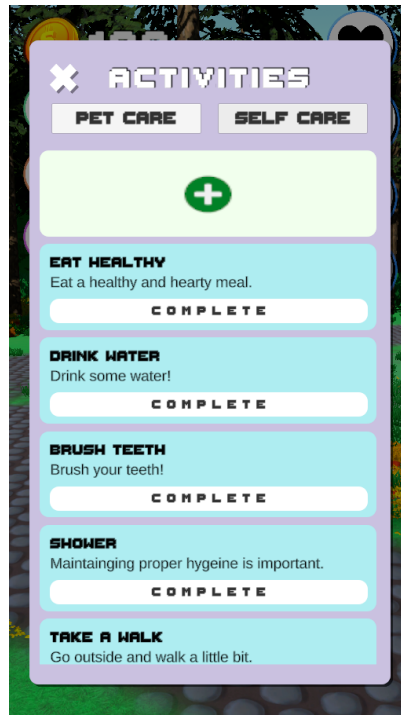 ACTIVITIES
PET CARE SELF CARE
EAT HEALTHY
Eat a healthy and hearty meal.
COMPLETE
DRINK WATER
Drink some water!
COMPLETE
BRUSH TEETH
Brush your teeth!
COMPLETE
SHOWER
Maintainging proper hygeine is important.
COMPLETE
TAKE A WALK
Go outside and walk a little bit.